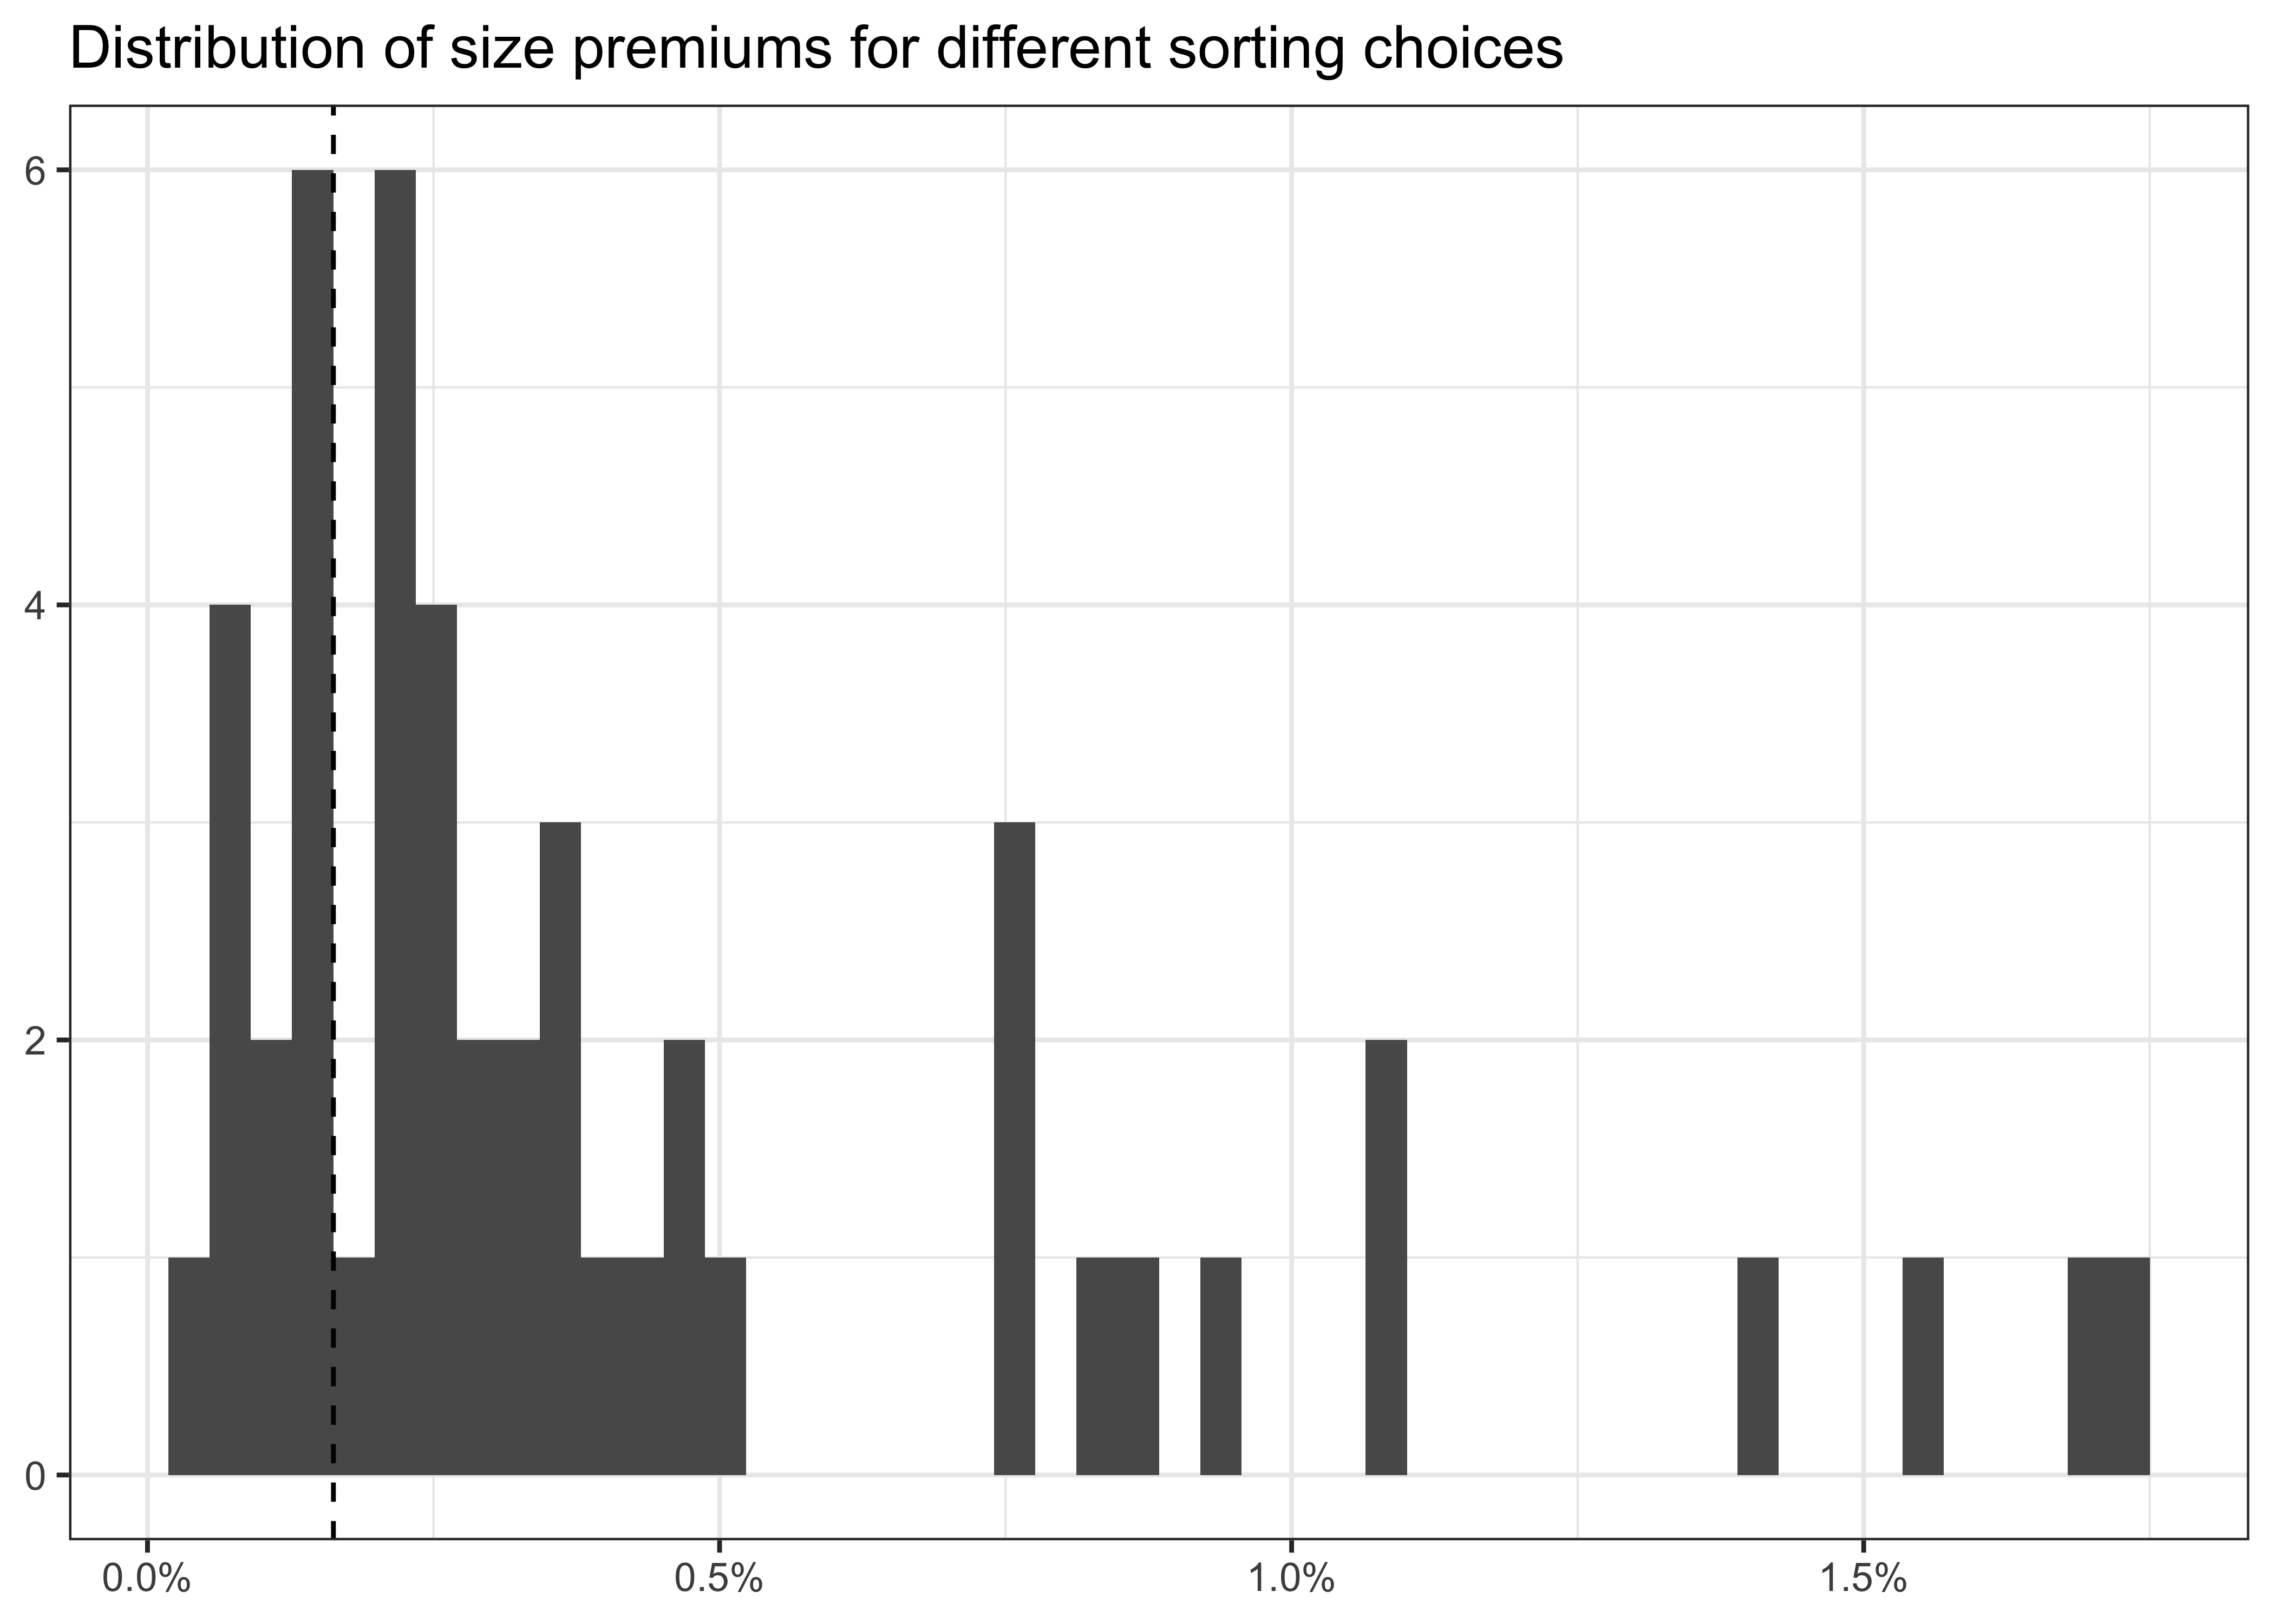 Distribution of size premiums for different sorting choices
6
4
2
0
0.0% 0.5% 1.0% 1.5%